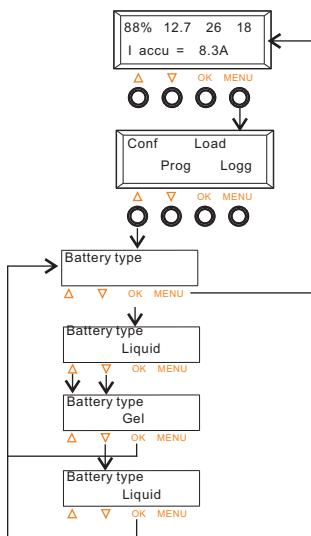 88% 12.7 26 18
I accu = 8.3A
△ ▽ OK MENU
Conf Load
Prog Logg
△ ▽ OK MENU
Battery type
△ ▽ OK MENU
Battery type
Liquid
△ ▽ OK MENU
Battery type
Gel
△ ▽ OK MENU
Battery type
Liquid
△ ▽ OK MENU